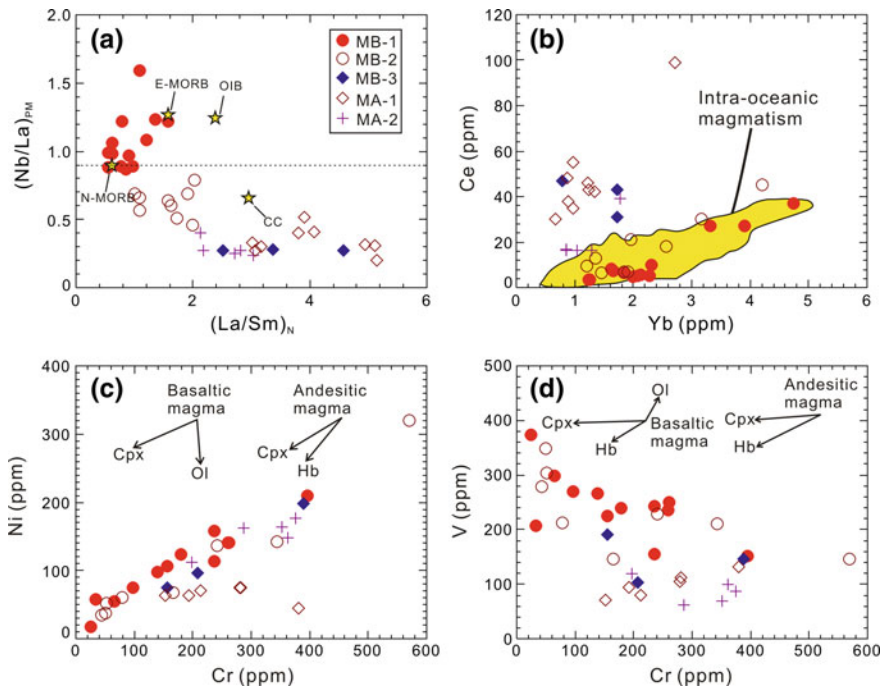 (a)
2.0
1.5
1.0
0.5
0.0
(Nb/La)PM
0
2
4
6
(La/Sm)N
E-MORB
OIB
N-MORB
CC
MB-1
MB-2
MB-3
MA-1
MA-2
(b)
120
100
80
60
40
20
0
Ce (ppm)
0
1
2
3
4
5
6
Yb (ppm)
Intra-oceanic
magmatism
(c)
400
300
200
100
0
Ni (ppm)
0
100
200
300
400
500
600
Cr (ppm)
Basaltic
magma
Cpx
Ol
Andesitic
magma
Cpx
Hb
(d)
500
400
300
200
100
0
V (ppm)
0
100
200
300
400
500
600
Cr (ppm)
Ol
Cpx
Basaltic
magma
Hb
Andesitic
magma
Cpx
Hb